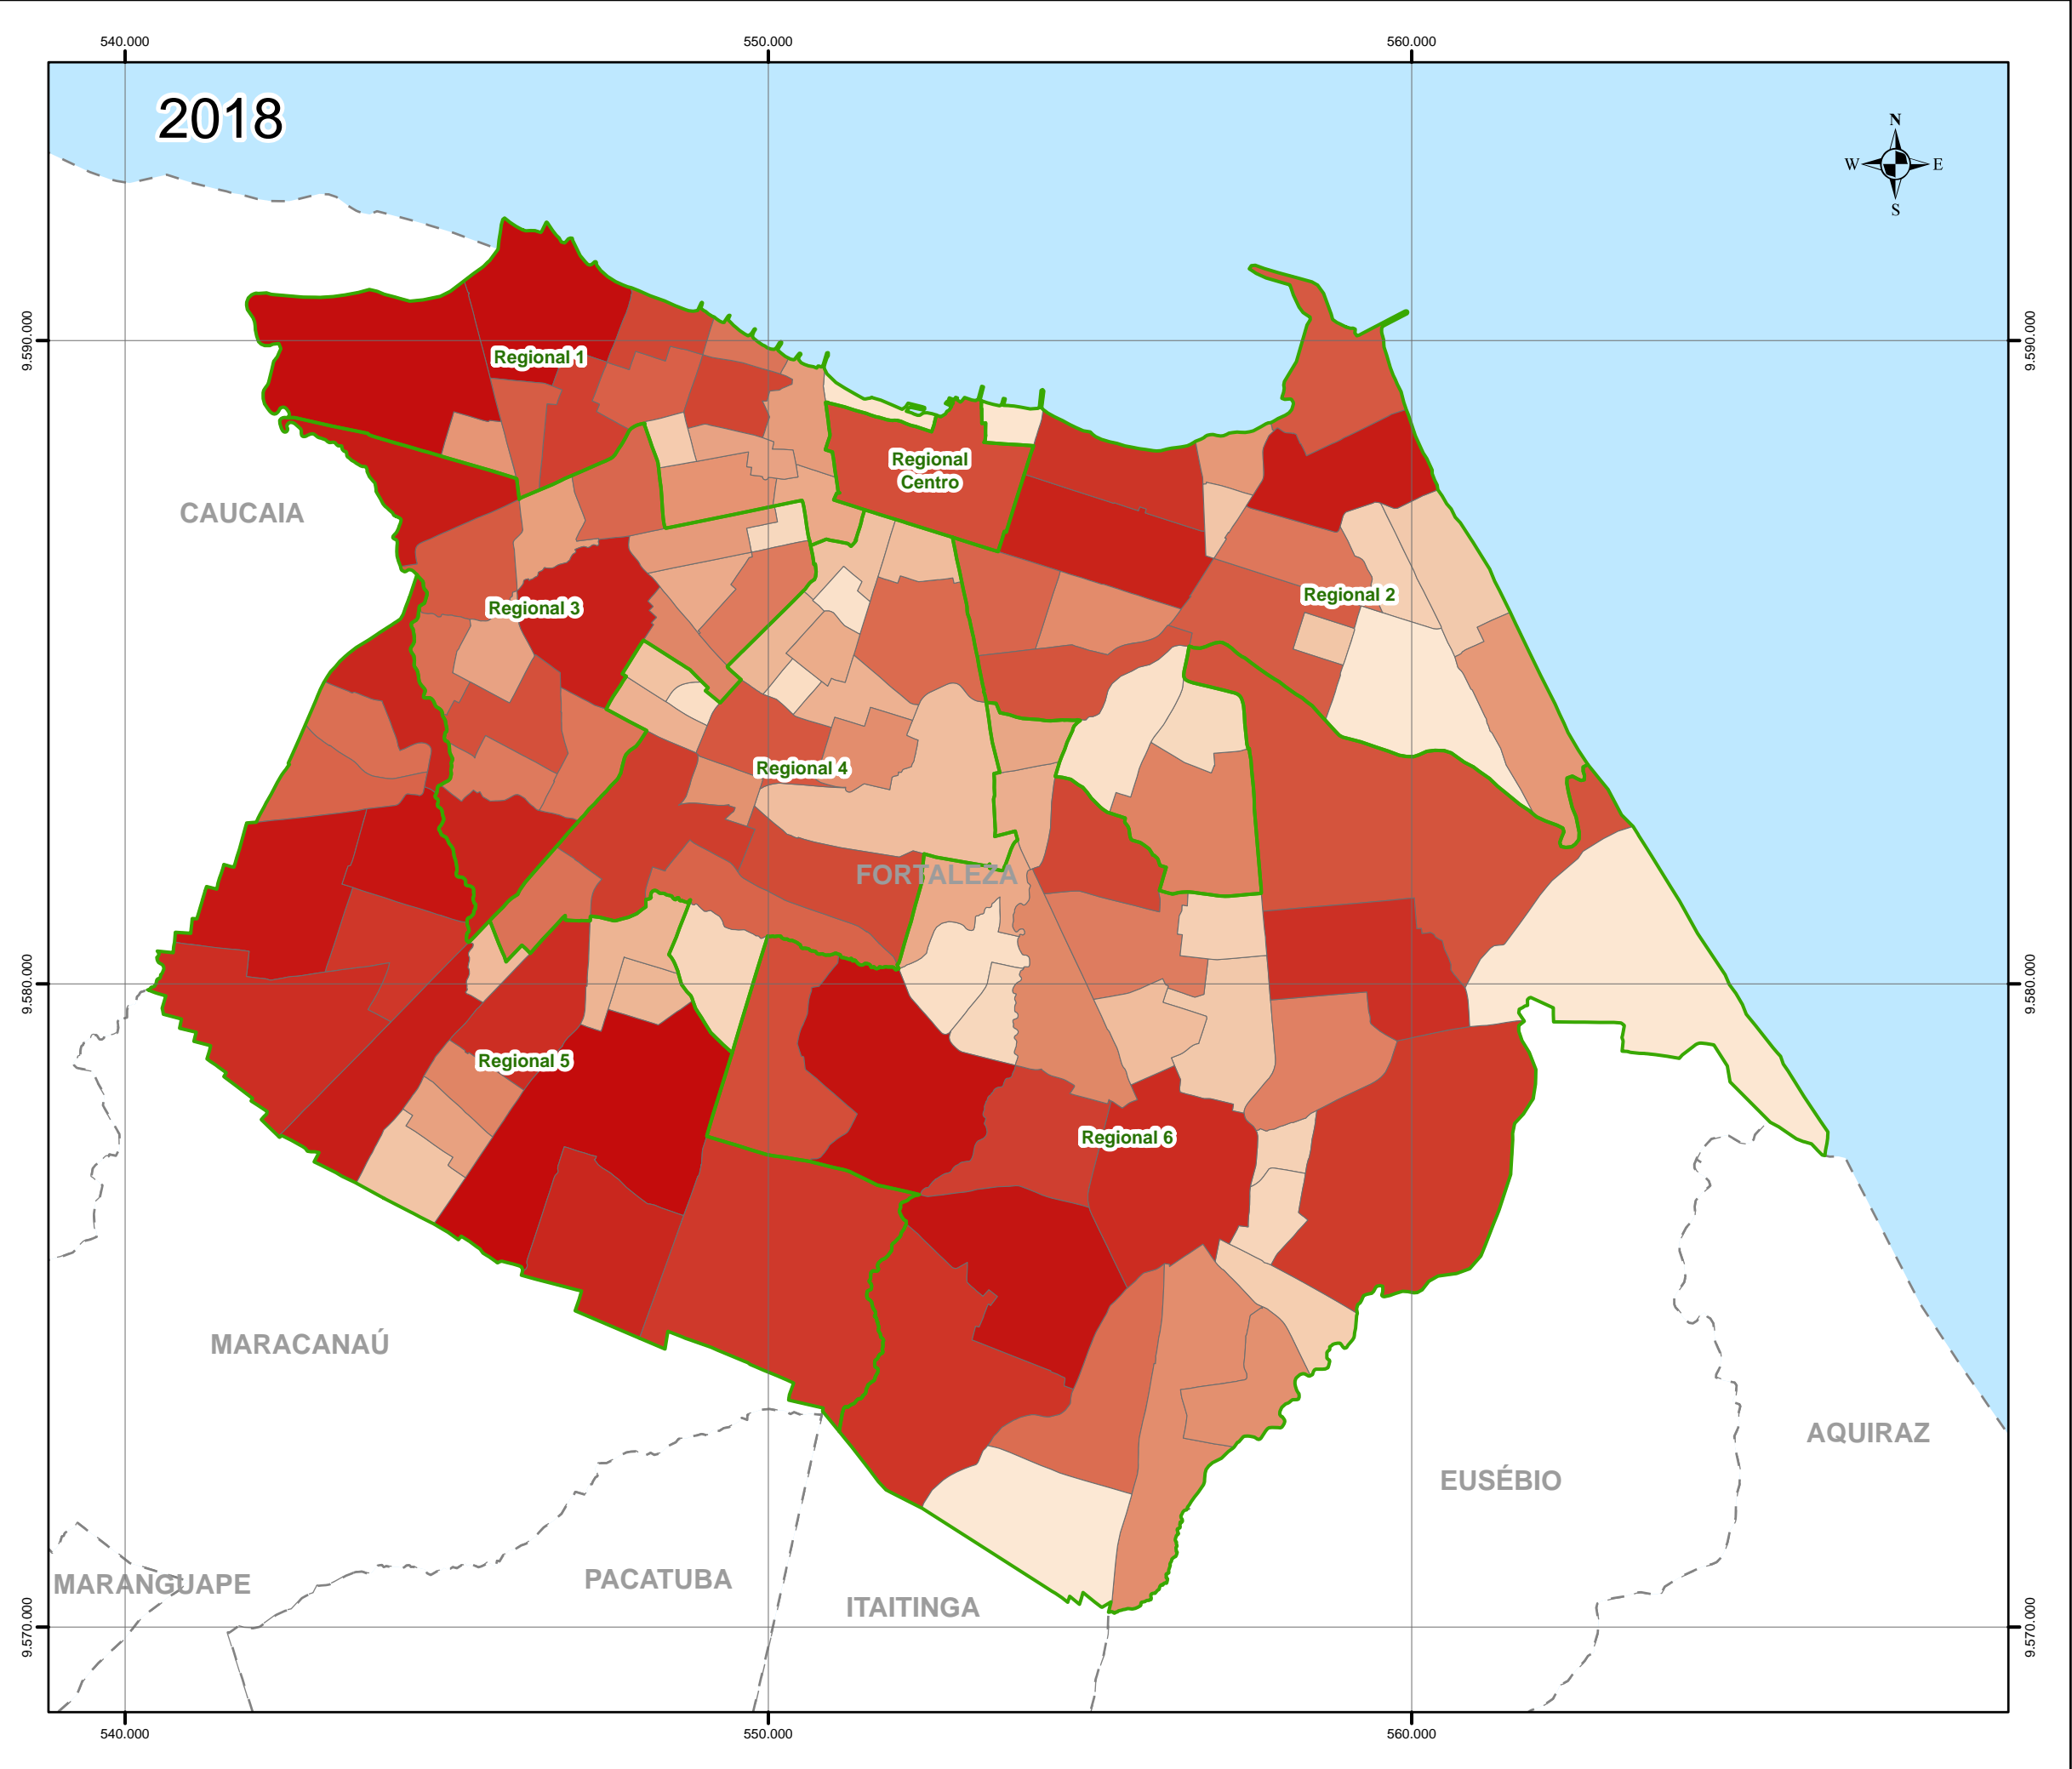 540.000
550.000
560.000
2018
N
W
E
S
9.590.000
9.590.000
Regional 1
Regional
Centro
CAUCAIA
Regional 2
Regional 3
Regional 4
FORTALEZA
9.580.000
9.580.000
Regional 5
Regional 6
MARACANAÚ
AQUIRAZ
EUSÉBIO
MARANGUAPE
PACATUBA
ITAITINGA
9.570.000
9.570.000
540.000
550.000
560.000